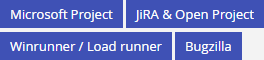 Microsoft Project
JiRA & Open Project
Winrunner / Load runner
Bugzilla